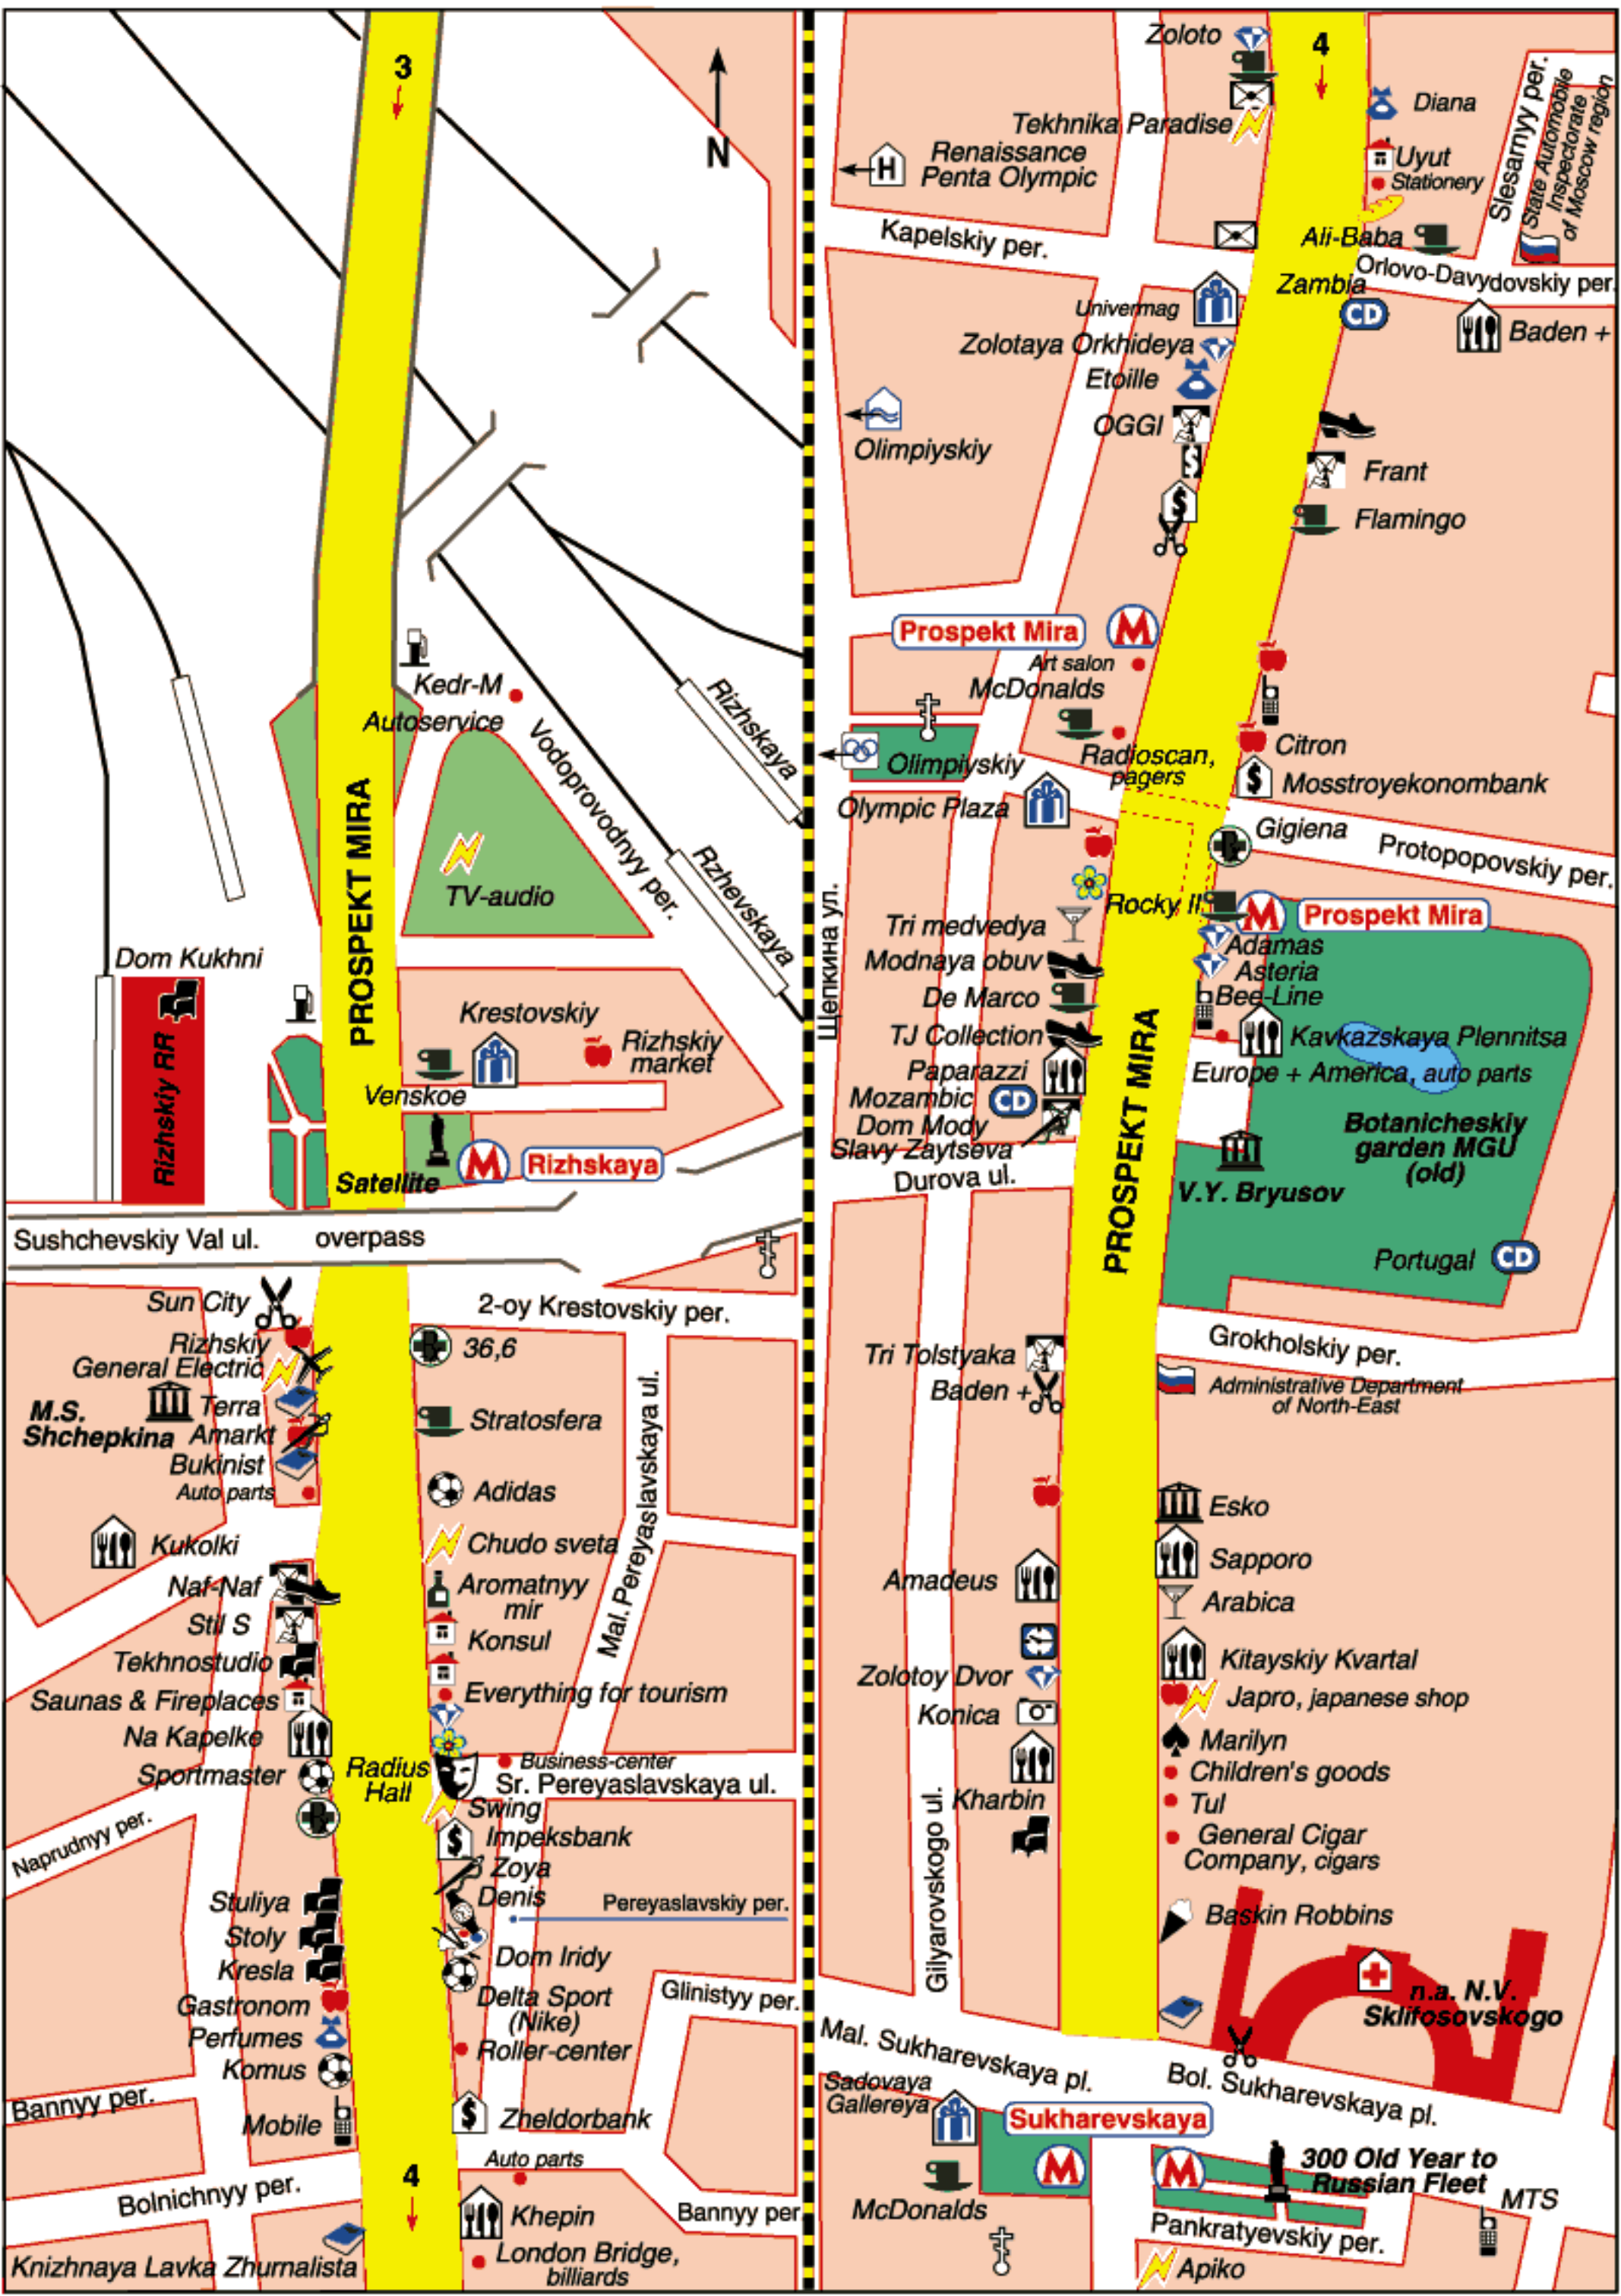 3
N
Kedr-M
Autoservice
Vodoprovodnyy per.
Rizhskaya
Rzhevskaya
PROSPEKT MIRA
TV-audio
Dom Kukhni
Rizhskiy RR
Krestovskiy
Rizhskiy
market
Venskoe
Rizhskaya
Satellite
Sushchevskiy Val ul.
overpass
Sun City
2-oy Krestovskiy per.
Rizhskiy
General Electric
36,6
Terra
M.S.
Shchepkina
Amarkt
Stratosfera
Bukinist
Auto parts
Adidas
Mal. Pereyaslavskaya ul.
Kukolki
Chudo sveta
Naf-Naf
Aromatnyy
mir
Stil S
Konsul
Tekhnostudio
Saunas & Fireplaces
Everything for tourism
Na Kapelke
Sportmaster
Radius
Hall
Business-center
Sr. Pereyaslavskaya ul.
Swing
Naprudnyy per.
Impeksbank
Zoya
Stuliya
Denis
Pereyaslavskiy per.
Stoly
Kresla
Dom Iridy
Gastronom
Delta Sport
(Nike)
Glinistyy per.
Perfumes
Komus
Roller-center
Bannyy per.
Mobile
Zheldorbank
Auto parts
4
Bolnichnyy per.
Khepin
Bannyy per.
Knizhnaya Lavka Zhurnalista
London Bridge,
billiards
Zoloto
4
Diana
Tekhnika Paradise
Slesarnyy per.
State Automobile
Inspectorate
of Moscow region
H
Renaissance
Penta Olympic
Uyut
Stationery
Kapelskiy per.
Ali-Baba
Orlovo-Davydovskiy per.
Zambia
CD
Univermag
Baden +
Zolotaya Orkhideya
Etoille
OGGI
Olimpiyskiy
Frant
Flamingo
Prospekt Mira
Art salon
McDonalds
Radioscan,
pagers
Citron
Olimpiyskiy
Mosstroyekonombank
Olympic Plaza
Gigiena
Protopopovskiy per.
Щепкина ул.
Rocky II
Prospekt Mira
Tri medvedya
Adamas
Modnaya obuv
Asteria
De Marco
Bee-Line
TJ Collection
Kavkazskaya Plennitsa
Paparazzi
Europe + America, auto parts
Mozambic
CD
Dom Mody
Slavy Zaytseva
Botanicheskiy
garden MGU
(old)
Durova ul.
V.Y. Bryusov
PROSPEKT MIRA
Portugal
CD
Grokholskiy per.
Tri Tolstyaka
Baden +
Administrative Department
of North-East
Esko
Sapporo
Amadeus
Arabica
Kitayskiy Kvartal
Zolotoy Dvor
Japro, japanese shop
Konica
Marilyn
Children's goods
Kharbin
Tul
General Cigar
Company, cigars
Gilyarovskogo ul.
Baskin Robbins
n.a. N.V.
Sklifosovskogo
Mal. Sukharevskaya pl.
Bol. Sukharevskaya pl.
Sadovaya
Gallereya
Sukharevskaya
McDonalds
300 Old Year to
Russian Fleet
MTS
Pankratyevskiy per.
Apiko